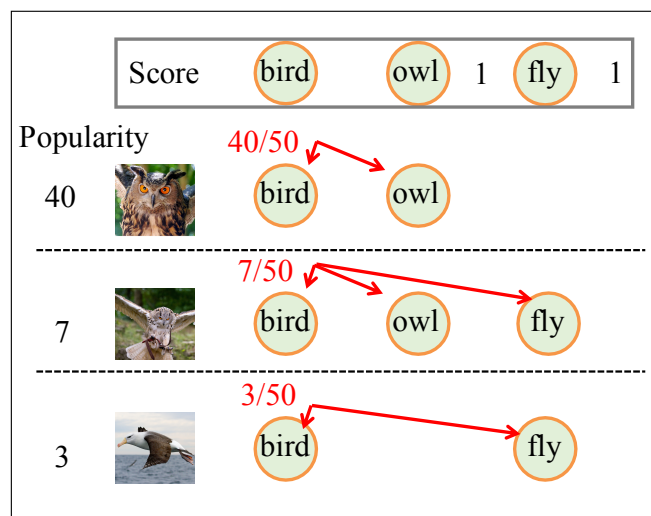 Score bird owl 1 fly 1
Popularity
40/50
40 bird owl
7/50
7 bird owl fly
3/50
3 bird fly